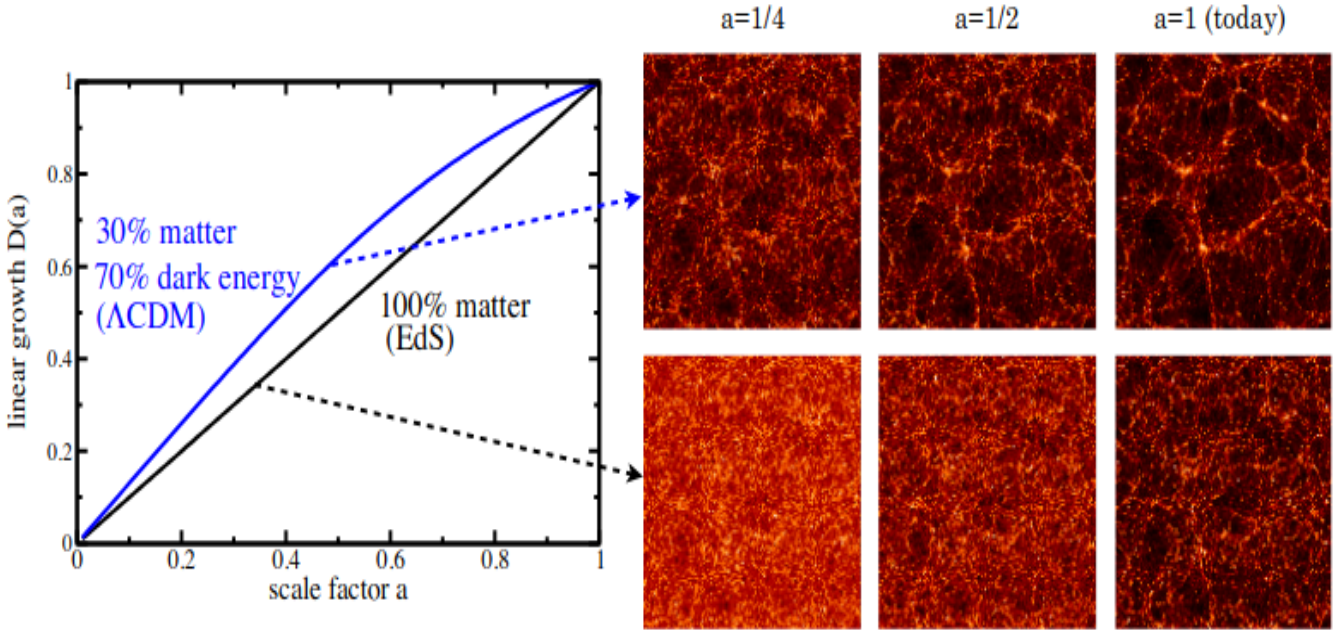 a=1/4
a=1/2
a=1 (today)
linear growth D(a)
1
0.8
0.6
0.4
0.2
0
30% matter
70% dark energy
(ΛCDM)
100% matter
(EdS)
0
0.2
0.4
0.6
0.8
1
scale factor a